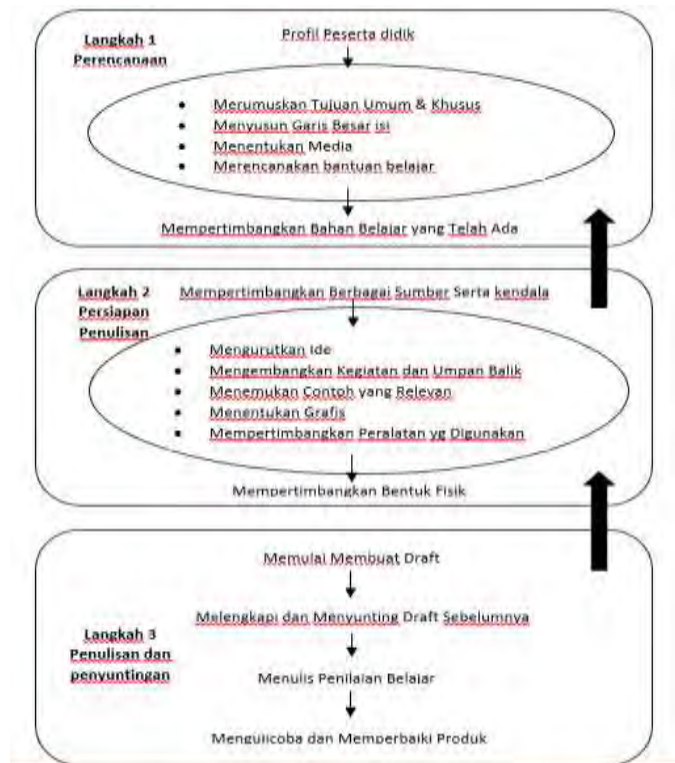 Langkah 1
Perencanaan
Profil Peserta didik
• Merumuskan Tujuan Umum & Khusus
• Menyusun Garis Besar isi
• Menentukan Media
• Merencanakan bantuan belajar
Mempertimbangkan Bahan Belajar yang Telah Ada
Langkah 2
Persiapan
Penulisan
Mempertimbangkan Berbagai Sumber Serta kendala
• Mengurutkan Ide
• Mengembangkan Kegiatan dan Umpan Balik
• Menemukan Contoh yang Relevan
• Menentukan Grafis
• Mempertimbangkan Peralatan yg Digunakan
Mempertimbangkan Bentuk Fisik
Langkah 3
Penulisan dan
penyuntingan
Memulai Membuat Draft
Melengkapi dan Menyunting Draft Sebelumnya
Menulis Penilaian Belajar
Mengujicoba dan Memperbaiki Produk